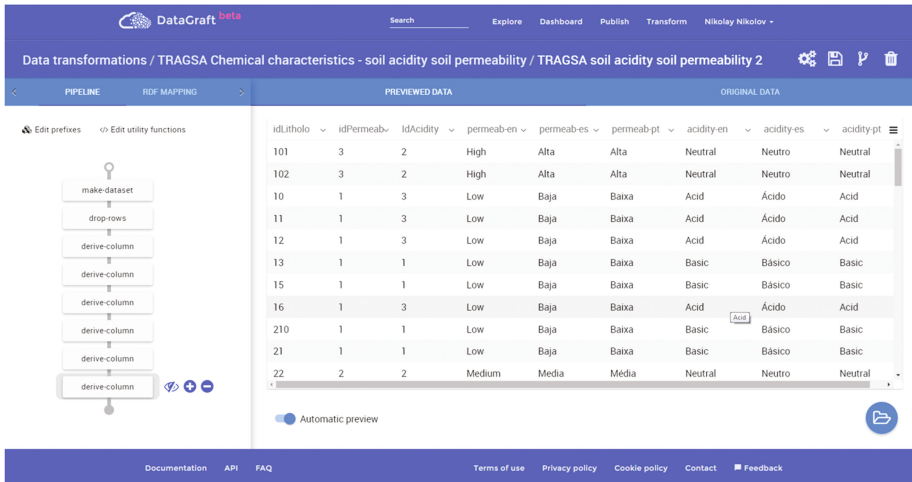 DataGraft beta Search Explore Dashboard Publish Transform Nikolay Nikolov
Data transformations / TRAGSA Chemical characteristics - soil acidity soil permeability / TRAGSA soil acidity soil permeability 2
PIPELINE RDF MAPPING PREVIEWED DATA ORIGINAL DATA
Edit prefixes </> Edit utility functions
idLitholo idPermeab IdAcidity permeab-en permeab-es permeab-pt acidity-en acidity-es acidity-pt
101 3 2 High Alta Alta Neutral Neutro Neutral
102 3 2 High Alta Alta Neutral Neutro Neutral
10 1 3 Low Baja Baixa Acid Ácido Acid
11 1 3 Low Baja Baixa Acid Ácido Acid
12 1 3 Low Baja Baixa Acid Ácido Acid
13 1 1 Low Baja Baixa Basic Básico Basic
15 1 1 Low Baja Baixa Basic Básico Basic
16 1 3 Low Baja Baixa Acid Ácido Acid
Acid
210 1 1 Low Baja Baixa Basic Básico Basic
21 1 1 Low Baja Baixa Basic Básico Basic
22 2 2 Medium Media Média Neutral Neutro Neutral
make-dataset
drop-rows
derive-column
derive-column
derive-column
derive-column
derive-column
derive-column
Automatic preview
Documentation API FAQ Terms of use Privacy policy Cookie policy Contact Feedback